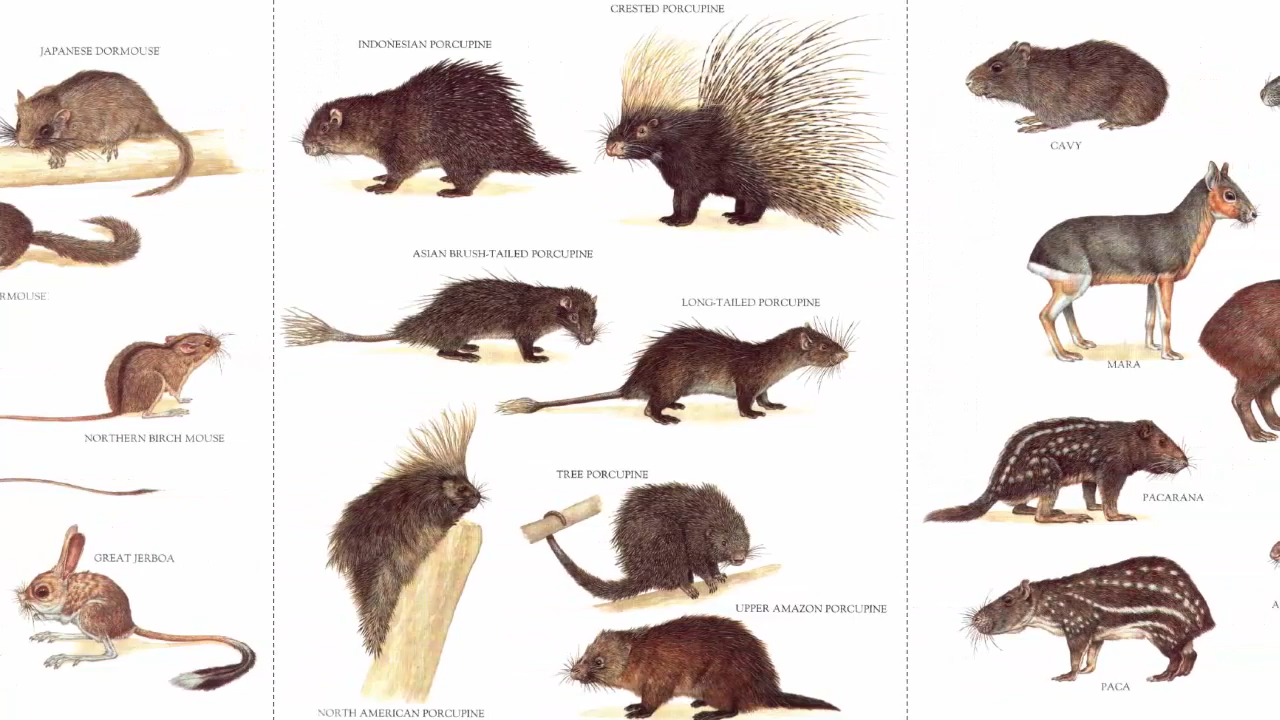 CRESTED PORCUPINE
INDONESIAN PORCUPINE
JAPANESE DORMOUSE
CAVY
ASIAN BRUSH-TAILED PORCUPINE
RMOUSE
LONG-TAILED PORCUPINE
MARA
NORTHERN BIRCH MOUSE
TREE PORCUPINE
PACARANA
GREAT JERBOA
A
UPPER AMAZON PORCUPINE
PACA
NORTH AMERICAN PORCUPINE